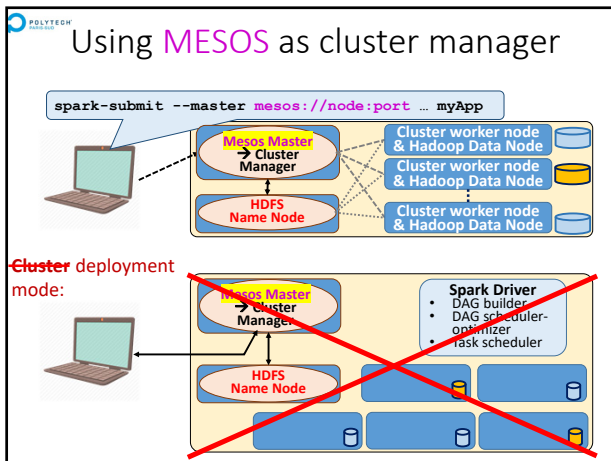 POLYTECH
PARIS-SUD
Using MESOS as cluster manager
spark-submit --master mesos://node:port … myApp
Mesos Master
➔ Cluster
Manager
HDFS
Name Node
Cluster worker node
& Hadoop Data Node
Cluster worker node
& Hadoop Data Node
Cluster worker node
& Hadoop Data Node
Cluster deployment
mode:
Mesos Master
➔ Cluster
Manager
HDFS
Name Node
Spark Driver
• DAG builder
• DAG scheduler-
optimizer
• Task scheduler